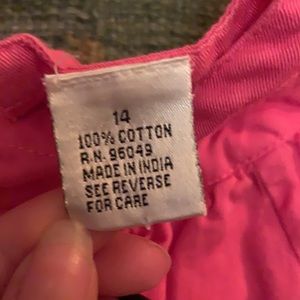 14
100% COTTON
R.N. 96049
MADE IN INDIA
SEE REVERSE
FOR CARE